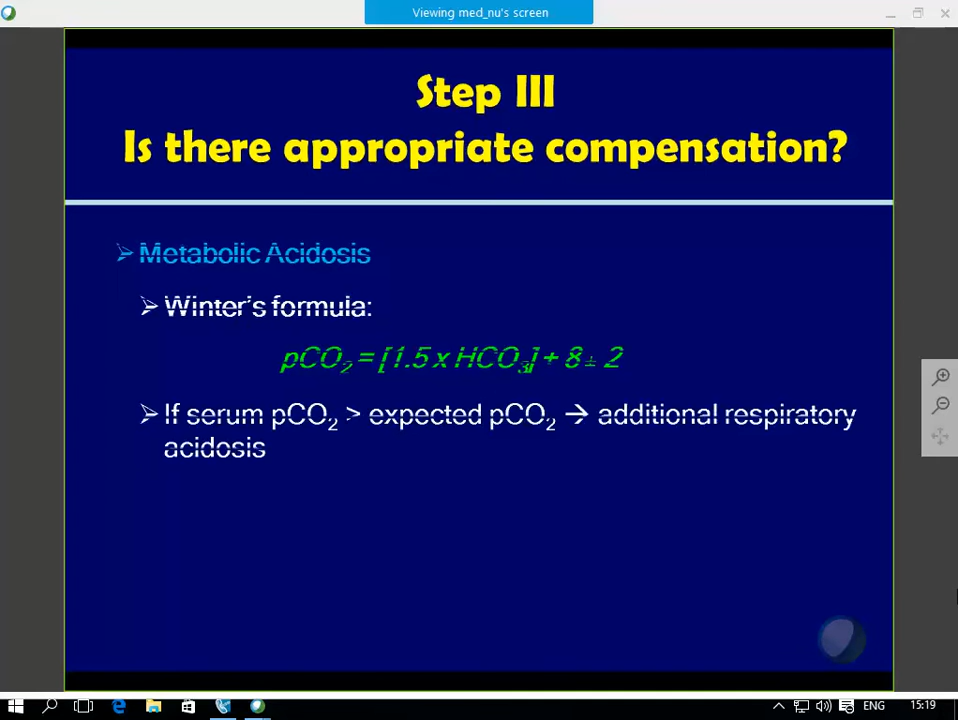 Viewing med_nu's screen
Step III
Is there appropriate compensation?
➢ Metabolic Acidosis
➢ Winter's formula:
pCO₂ = [1.5 x HCO₃] + 8 ± 2
➢ If serum pCO₂ > expected pCO₂ → additional respiratory
acidosis
ENG
15:19